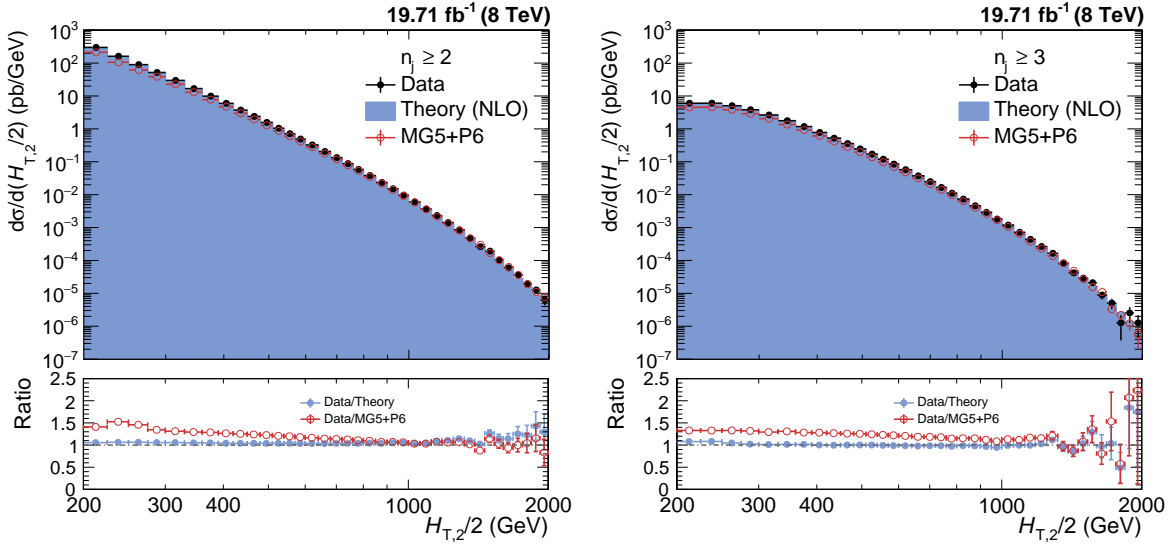 19.71 fb⁻¹ (8 TeV)
dσ/d(H_T,2/2) (pb/GeV)
10³
10²
10
1
10⁻¹
10⁻²
10⁻³
10⁻⁴
10⁻⁵
10⁻⁶
10⁻⁷
n_j ≥ 2
Data
Theory (NLO)
MG5+P6
Ratio
2.5
2
1.5
1
0.5
0
Data/Theory
Data/MG5+P6
200 300 400 1000 2000
H_T,2/2 (GeV)
19.71 fb⁻¹ (8 TeV)
dσ/d(H_T,2/2) (pb/GeV)
10³
10²
10
1
10⁻¹
10⁻²
10⁻³
10⁻⁴
10⁻⁵
10⁻⁶
10⁻⁷
n_j ≥ 3
Data
Theory (NLO)
MG5+P6
Ratio
2.5
2
1.5
1
0.5
0
Data/Theory
Data/MG5+P6
200 300 400 1000 2000
H_T,2/2 (GeV)